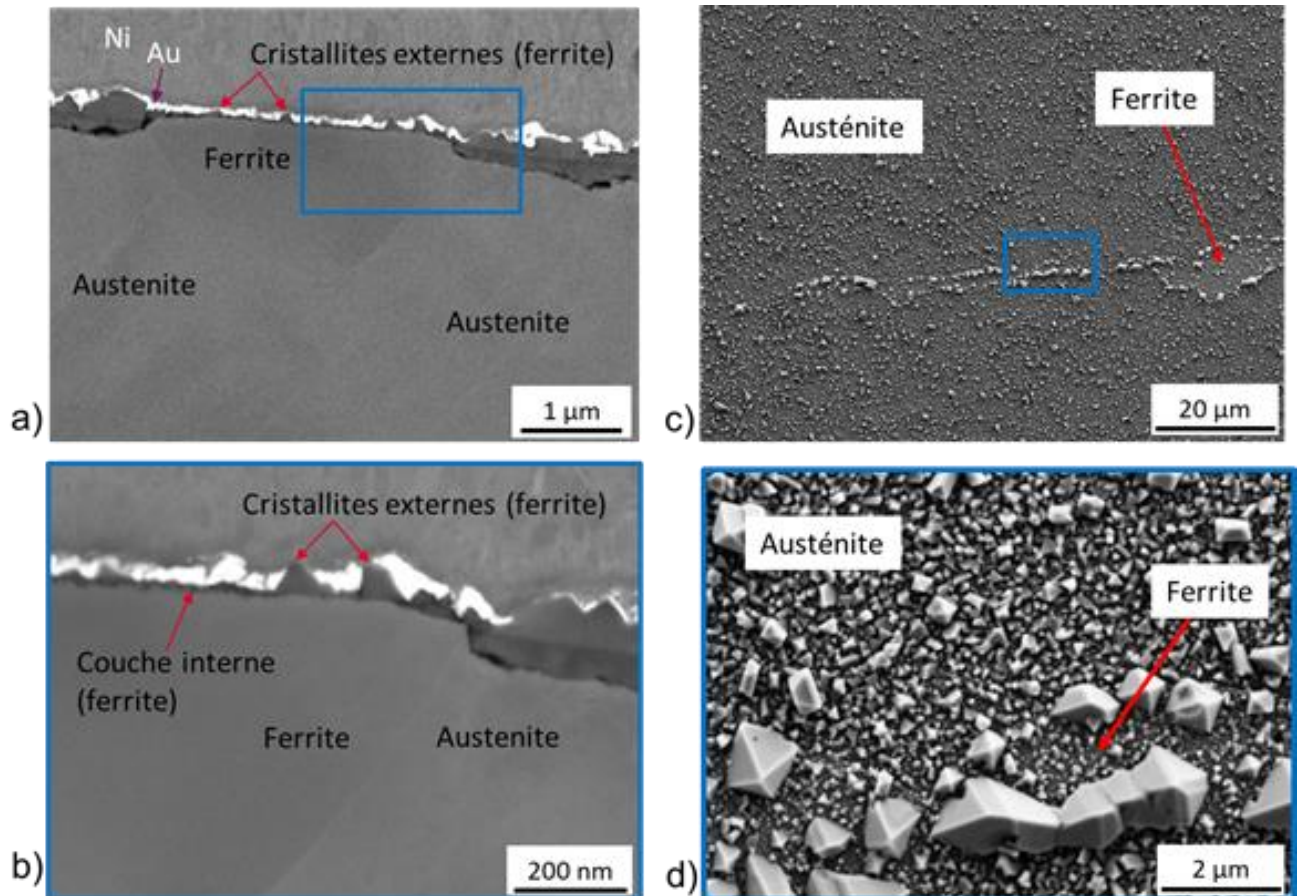 Ni
Au
Cristallites externes (ferrite)
Ferrite
Austenite
Austenite
1 µm
a)
Austénite
Ferrite
20 µm
c)
Cristallites externes (ferrite)
Couche interne
(ferrite)
Ferrite
Austenite
200 nm
b)
Austénite
Ferrite
2 µm
d)